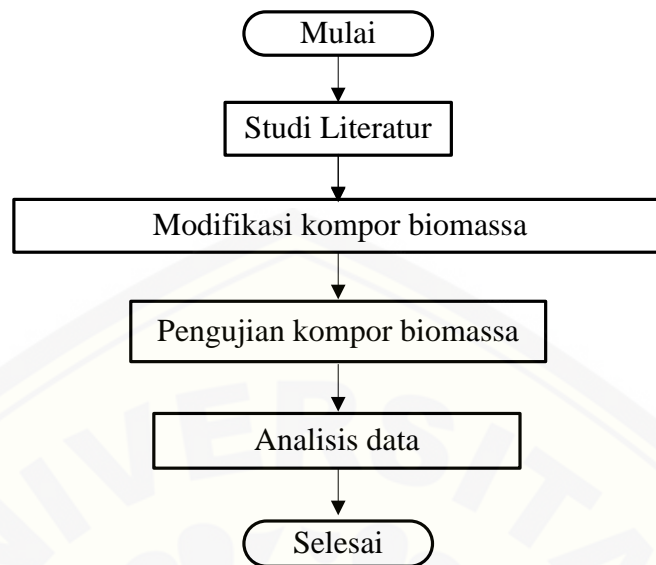 Mulai
Studi Literatur
Modifikasi kompor biomassa
Pengujian kompor biomassa
Analisis data
Selesai